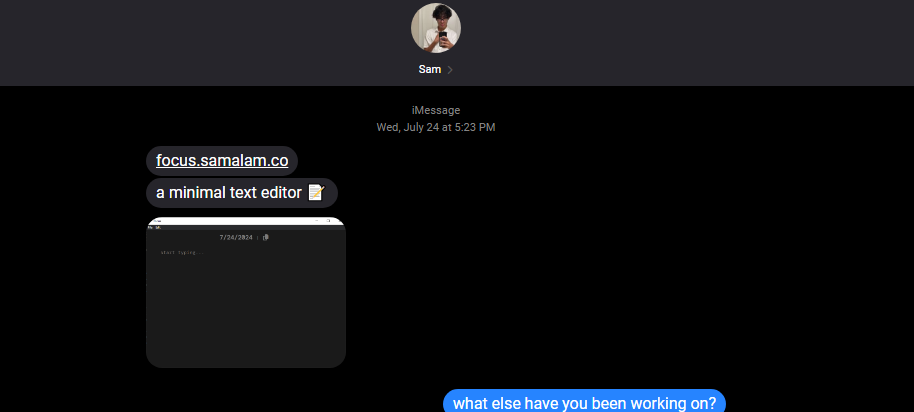 Sam
iMessage
Wed, July 24 at 5:23 PM
focus.samalam.co
a minimal text editor 📝
7/24/2024
start typing...
what else have you been working on?